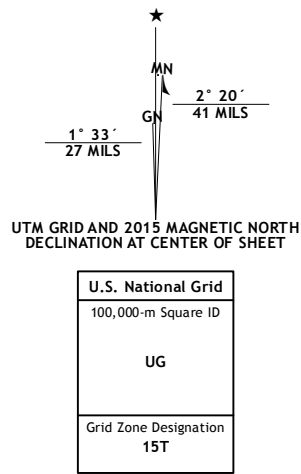 MN
GN
2° 20´
41 MILS
1° 33´
27 MILS
UTM GRID AND 2015 MAGNETIC NORTH
DECLINATION AT CENTER OF SHEET
U.S. National Grid
100,000-m Square ID
UG
Grid Zone Designation
15T